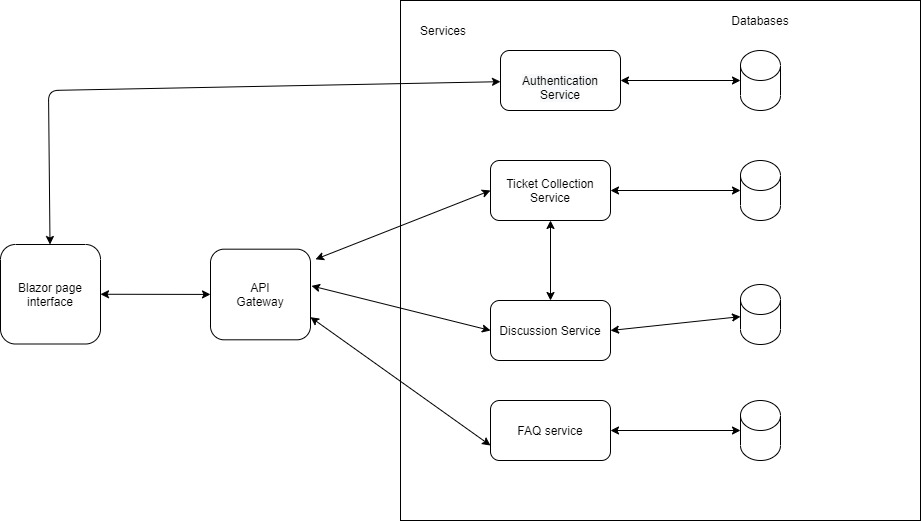 Services
Databases
Authentication
Service
Ticket Collection
Service
Blazor page
interface
API
Gateway
Discussion Service
FAQ service